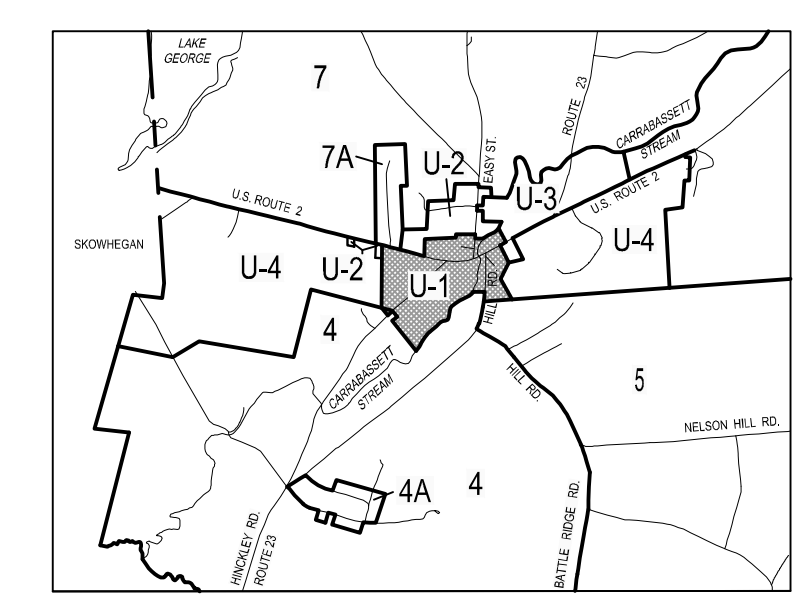 LAKE
GEORGE
7
ROUTE 23
CARRABASSETT
STREAM
EASY ST.
7A
U-2
U-3
U.S. ROUTE 2
U.S. ROUTE 2
SKOWHEGAN
U-4
U-2
U-1
U-4
HILL RD.
4
CARRABASSETT
STREAM
HILL RD.
5
NELSON HILL RD.
4A
4
HINCKLEY RD.
ROUTE 23
BATTLE RIDGE RD.